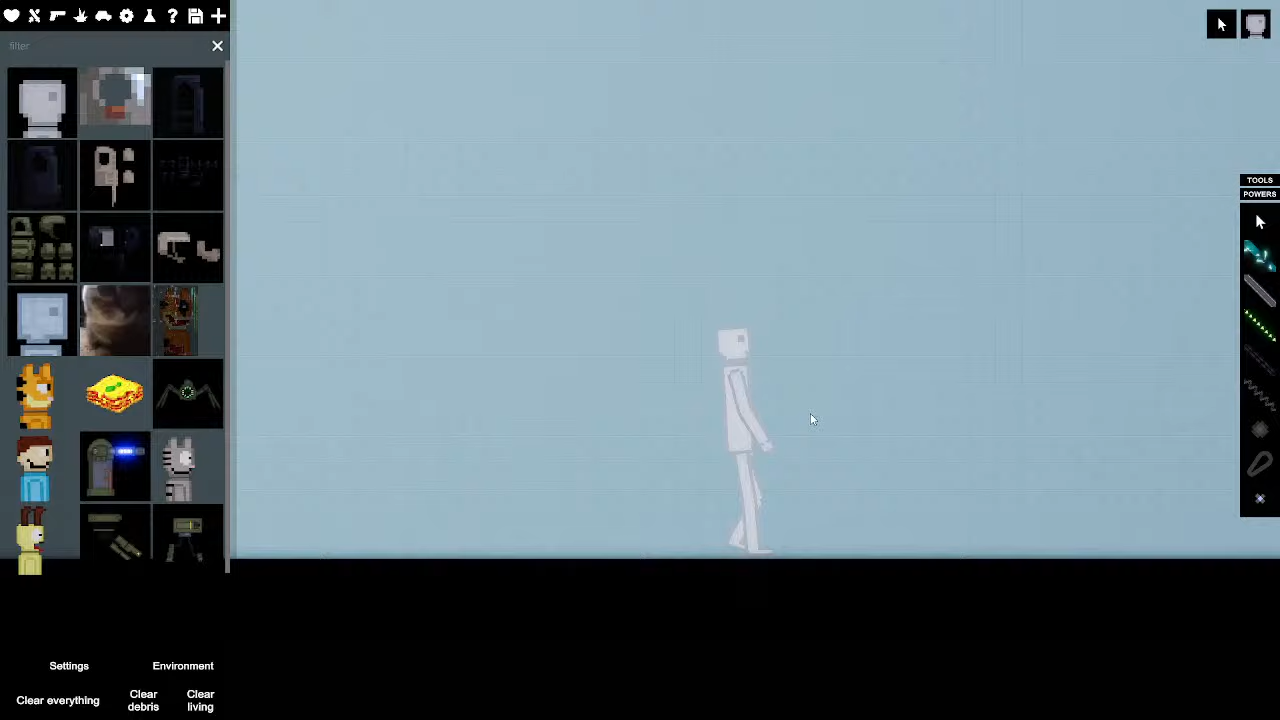 filter
TOOLS
POWERS
Settings
Environment
Clear everything
Clear
debris
Clear
living